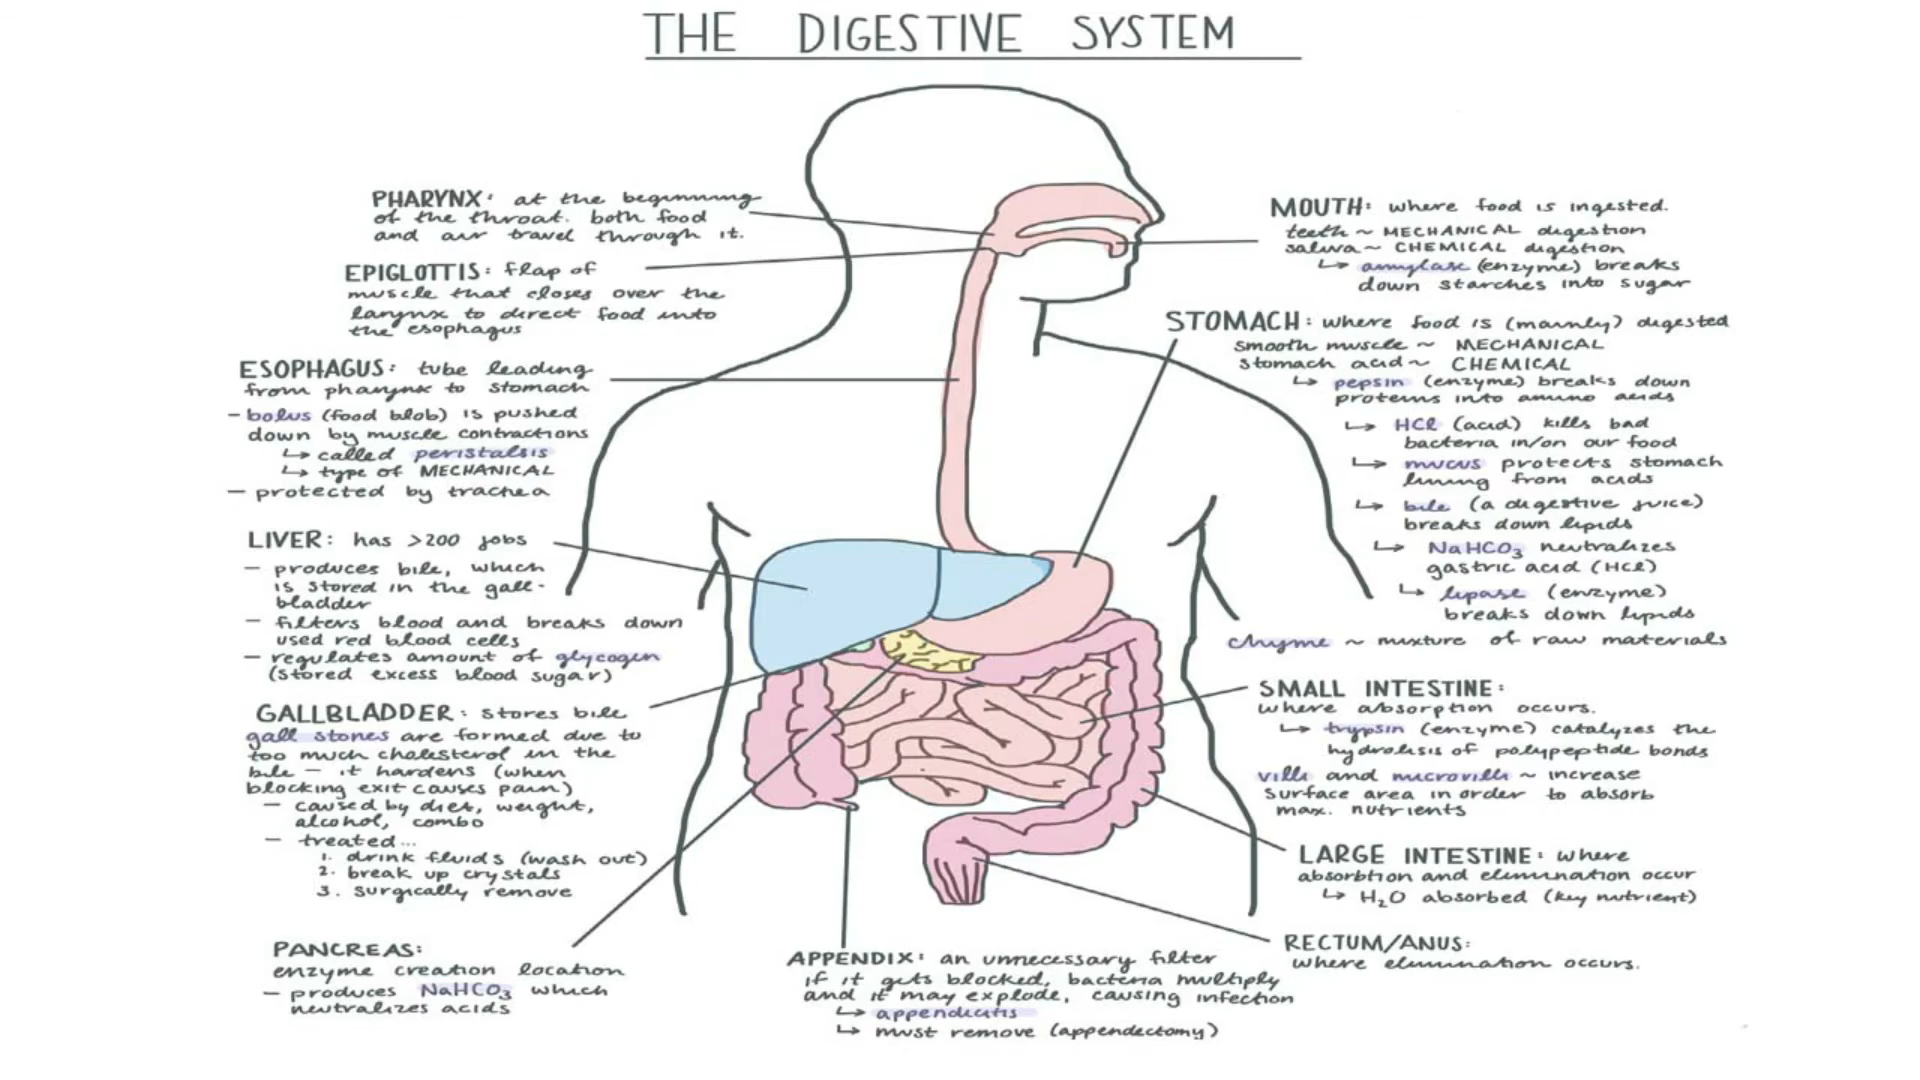 THE DIGESTIVE SYSTEM
PHARYNX: at the beginning
of the throat. both food
and air travel through it.
EPIGLOTTIS: flap of
muscle that closes over the
larynx to direct food into
the esophagus
ESOPHAGUS: tube leading
from pharynx to stomach
- bolus (food blob) is pushed
down by muscle contractions
↳ called peristalsis
↳ type of MECHANICAL
- protected by trachea
LIVER: has >200 jobs
- produces bile, which
is stored in the gall-
bladder
- filters blood and breaks down
used red blood cells
- regulates amount of glycogen
(stored excess blood sugar)
GALLBLADDER: stores bile
gall stones are formed due to
too much cholesterol in the
bile - it hardens (when
blocking exit causes pain)
- caused by diet, weight,
alcohol, combo
- treated...
1. drink fluids (wash out)
2. break up crystals
3. surgically remove
PANCREAS:
enzyme creation location
- produces NaHCO₃ which
neutralizes acids
APPENDIX: an unnecessary filter
if it gets blocked, bacteria multiply
and it may explode, causing infection
↳ appendicitis
↳ must remove (appendectomy)
MOUTH: where food is ingested.
teeth ~ MECHANICAL digestion
saliva ~ CHEMICAL digestion
↳ amylase (enzyme) breaks
down starches into sugar
STOMACH: where food is (mainly) digested
smooth muscle ~ MECHANICAL
stomach acid ~ CHEMICAL
↳ pepsin (enzyme) breaks down
proteins into amino acids
↳ HCl (acid) kills bad
bacteria in/on our food
↳ mucus protects stomach
lining from acids
↳ bile (a digestive juice)
breaks down lipids
↳ NaHCO₃ neutralizes
gastric acid (HCl)
↳ lipase (enzyme)
breaks down lipids
chyme ~ mixture of raw materials
SMALL INTESTINE:
where absorption occurs.
↳ trypsin (enzyme) catalyzes the
hydrolisis of polypeptide bonds
villi and microvilli ~ increase
surface area in order to absorb
max. nutrients
LARGE INTESTINE: where
absorbtion and elimination occur
↳ H₂O absorbed (key nutrient)
RECTUM/ANUS:
where elimination occurs.